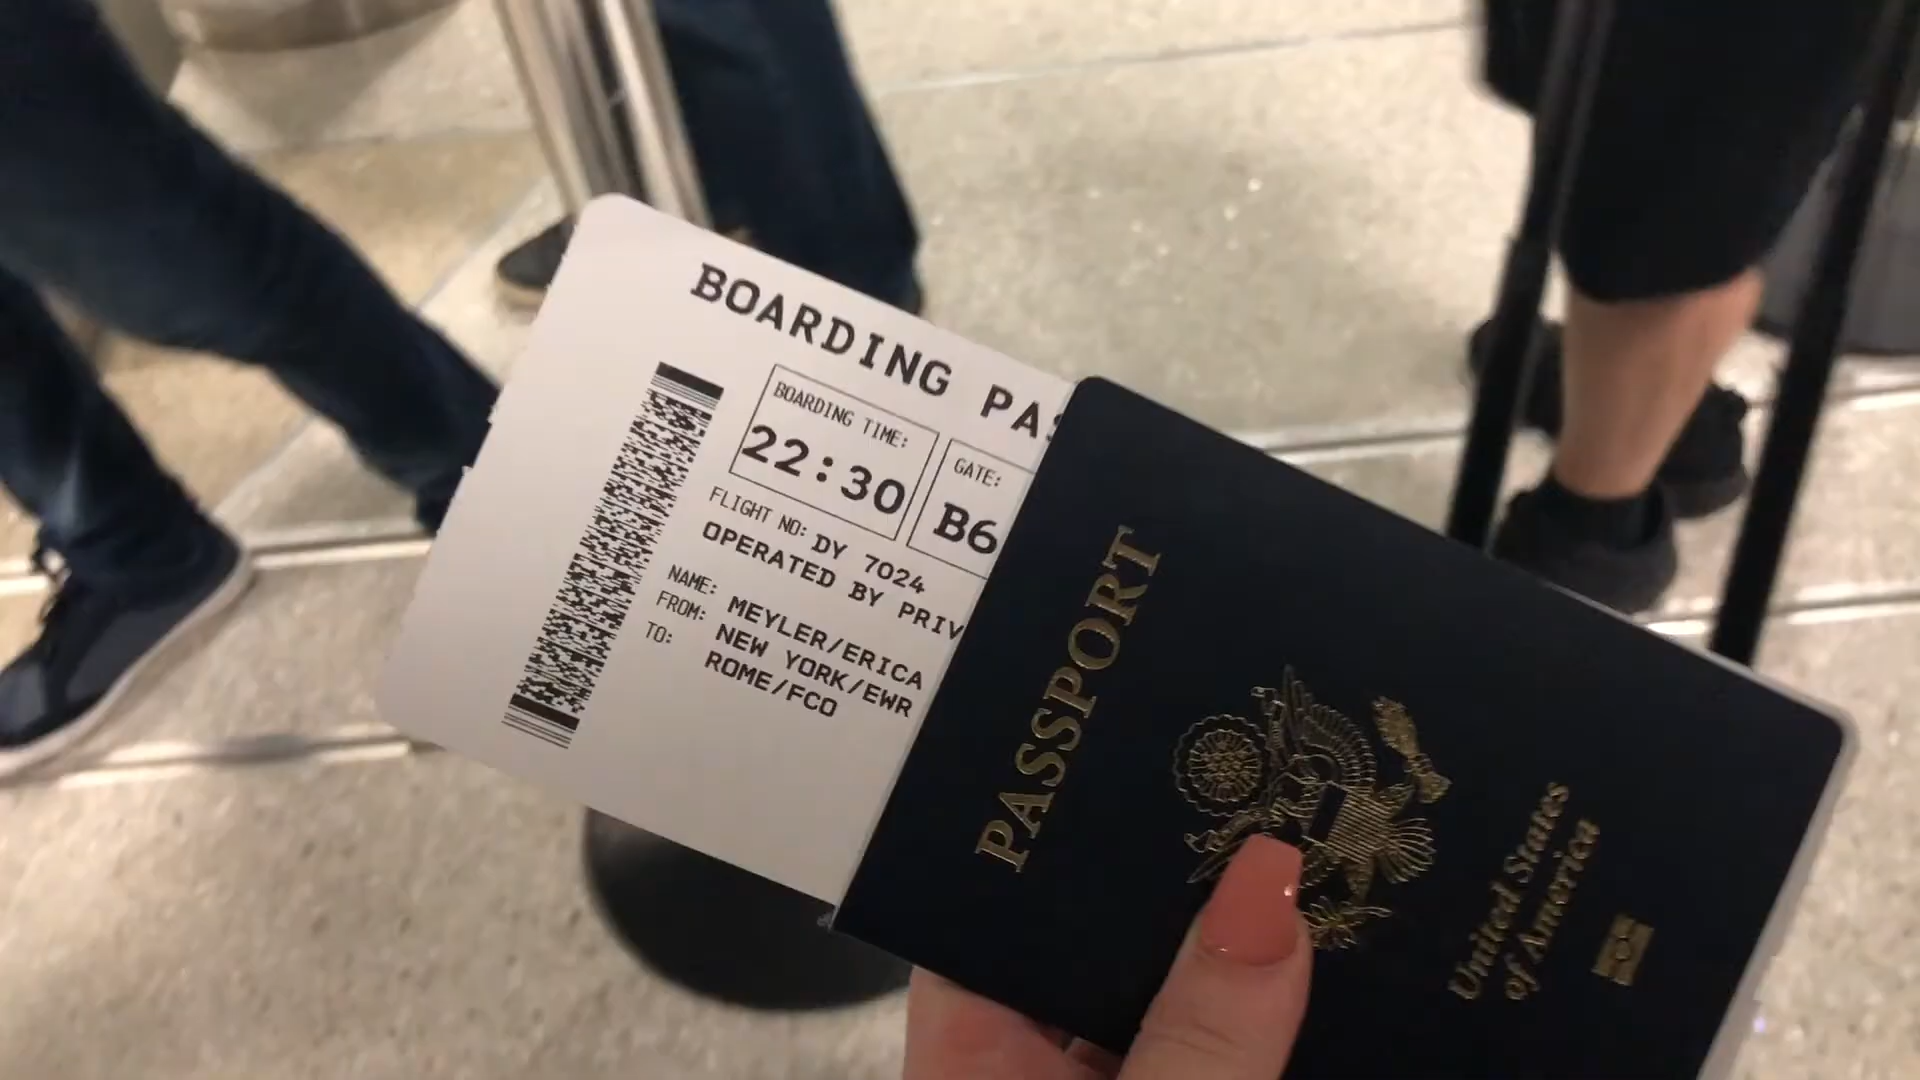 BOARDING PAS
BOARDING TIME:
22:30
GATE:
B6
FLIGHT NO: DY 7024
OPERATED BY PRIV
NAME: MEYLER/ERICA
FROM: NEW YORK/EWR
TO: ROME/FCO
PASSPORT
United States
of America